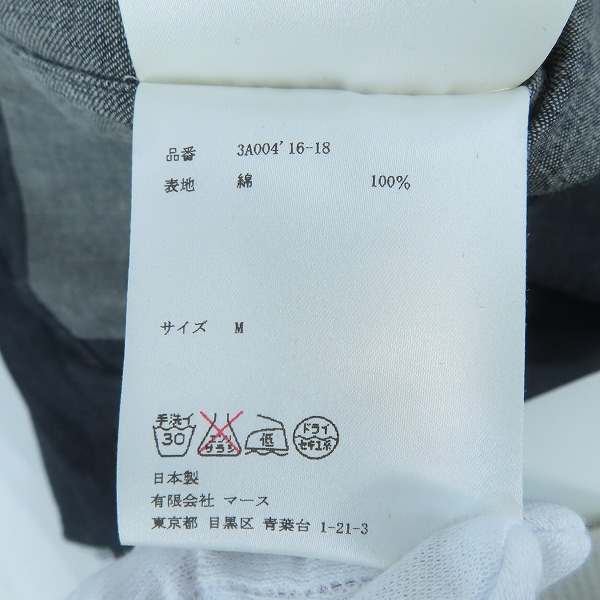 品番 3A004'16-18
表地 綿 100%
サイズ M
手洗イ 30 エンソサラシ 低 ドライ セキユ系
日本製
有限会社 マース
東京都 目黒区 青葉台 1-21-3